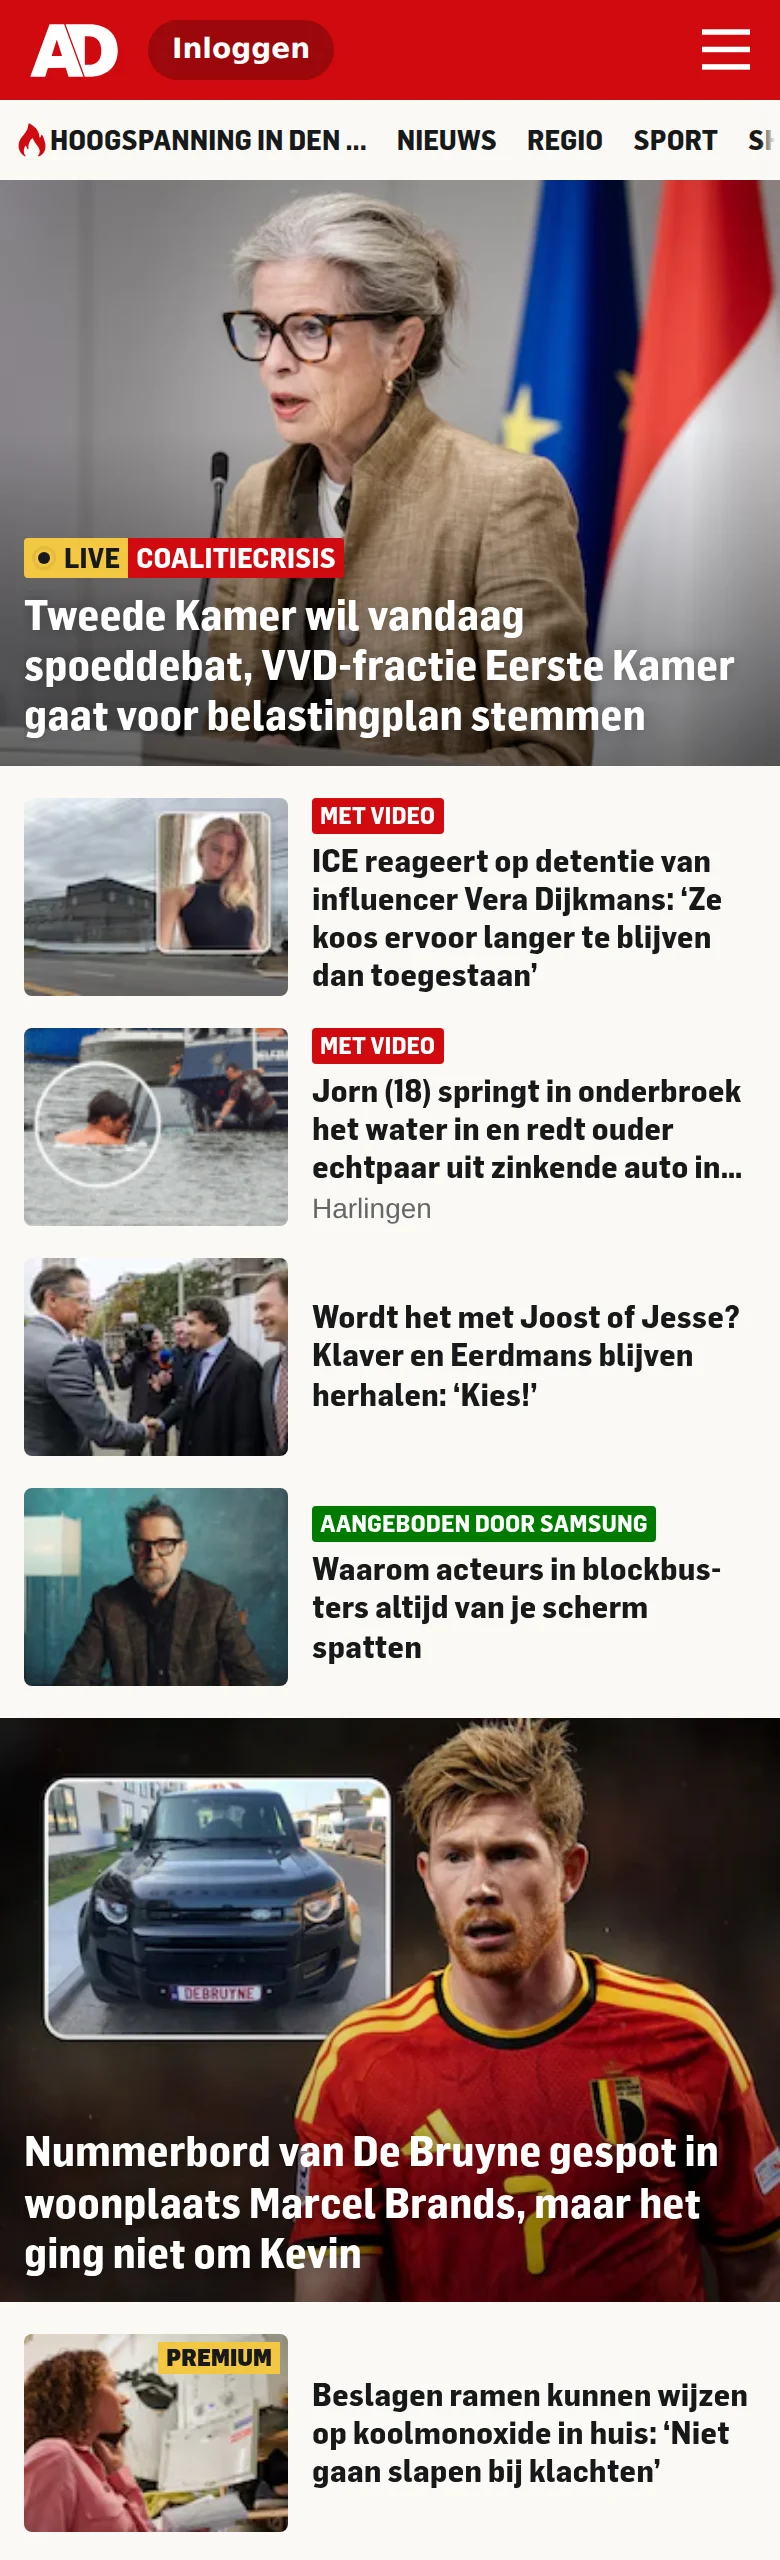 AD
Inloggen
HOOGSPANNING IN DEN ... NIEUWS REGIO SPORT
LIVE COALITIECRISIS
Tweede Kamer wil vandaag
spoeddebat, VVD-fractie Eerste Kamer
gaat voor belastingplan stemmen
MET VIDEO
ICE reageert op detentie van
influencer Vera Dijkmans: ‘Ze
koos ervoor langer te blijven
dan toegestaan’
MET VIDEO
Jorn (18) springt in onderbroek
het water in en redt ouder
echtpaar uit zinkende auto in...
Harlingen
Wordt het met Joost of Jesse?
Klaver en Eerdmans blijven
herhalen: ‘Kies!’
AANGEBODEN DOOR SAMSUNG
Waarom acteurs in blockbus-
ters altijd van je scherm
spatten
DEBRUYNE
7
Nummerbord van De Bruyne gespot in
woonplaats Marcel Brands, maar het
ging niet om Kevin
PREMIUM
Beslagen ramen kunnen wijzen
op koolmonoxide in huis: ‘Niet
gaan slapen bij klachten’